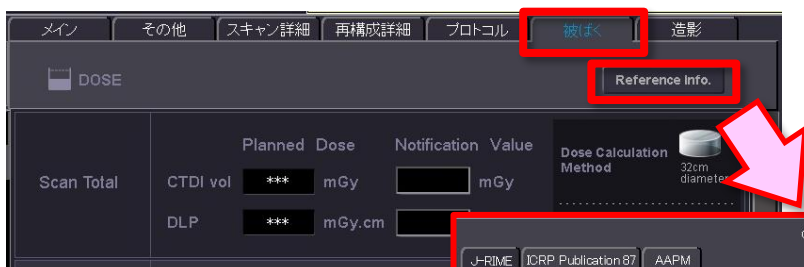 メイン その他 スキャン詳細 再構成詳細 プロトコル 被ばく 造影
DOSE Reference Info.
Planned Dose Notification Value
Dose Calculation
Method
32cm
diameter
Scan Total CTDI vol *** mGy mGy
DLP *** mGy.cm
J-RIME ICRP Publication 87 AAPM